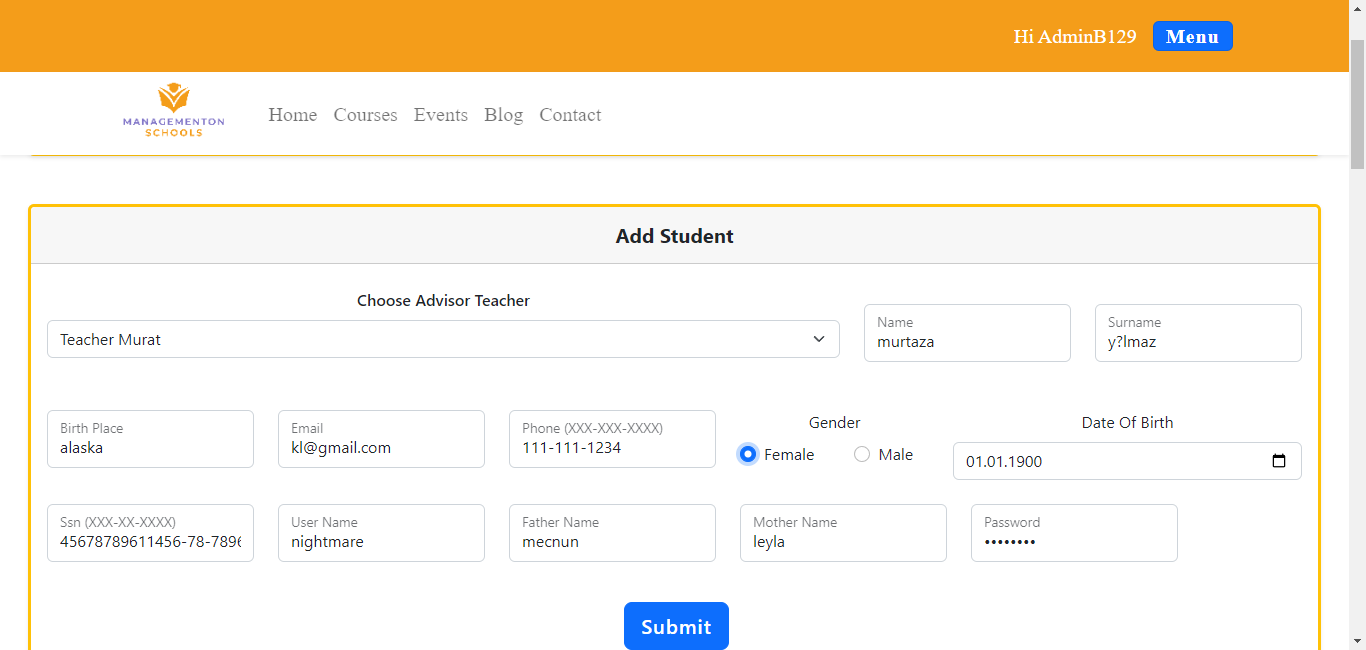 Hi AdminB129 Menu
MANAGEMENTON
SCHOOLS
Home Courses Events Blog Contact
Add Student
Choose Advisor Teacher
Teacher Murat
Name
murtaza
Surname
y?lmaz
Birth Place
alaska
Email
kl@gmail.com
Phone (XXX-XXX-XXXX)
111-111-1234
Gender
Female Male
Date Of Birth
01.01.1900
Ssn (XXX-XX-XXXX)
45678789611456-78-7896
User Name
nightmare
Father Name
mecnun
Mother Name
leyla
Password
••••••••
Submit